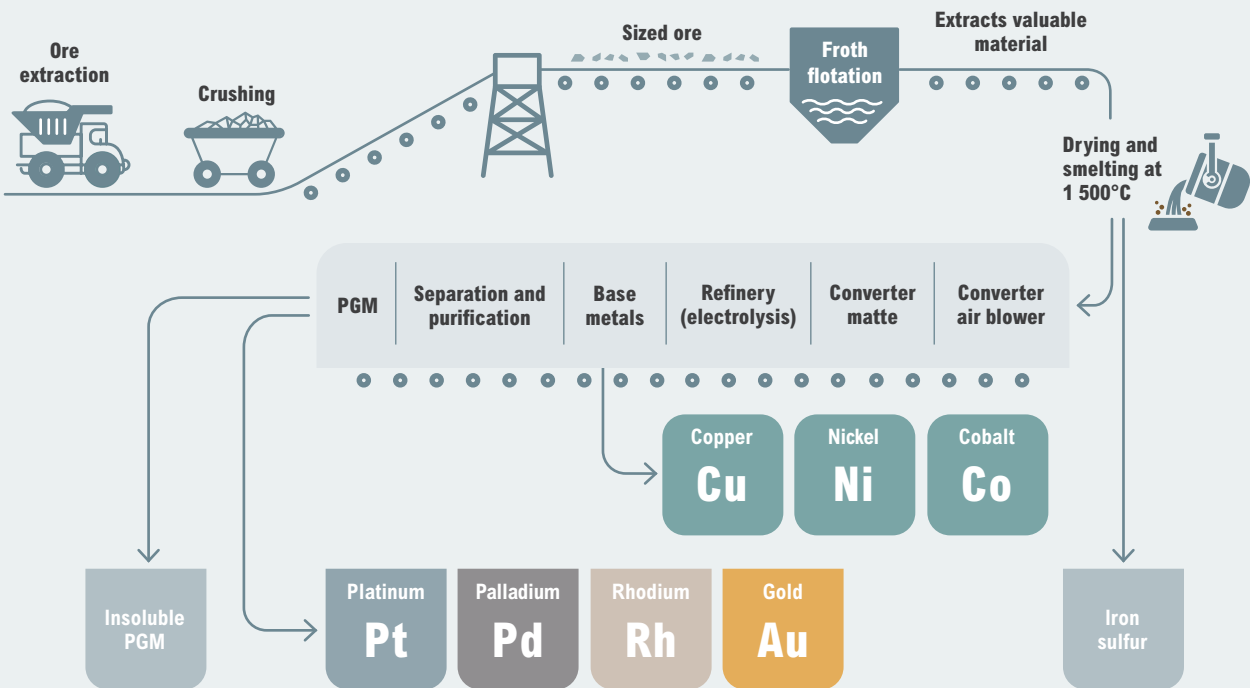 Ore
extraction
Crushing
Sized ore
Froth
flotation
Extracts valuable
material
Drying and
smelting at
1 500°C
PGM
Separation and
purification
Base
metals
Refinery
(electrolysis)
Converter
matte
Converter
air blower
Copper
Cu
Nickel
Ni
Cobalt
Co
Insoluble
PGM
Platinum
Pt
Palladium
Pd
Rhodium
Rh
Gold
Au
Iron
sulfur